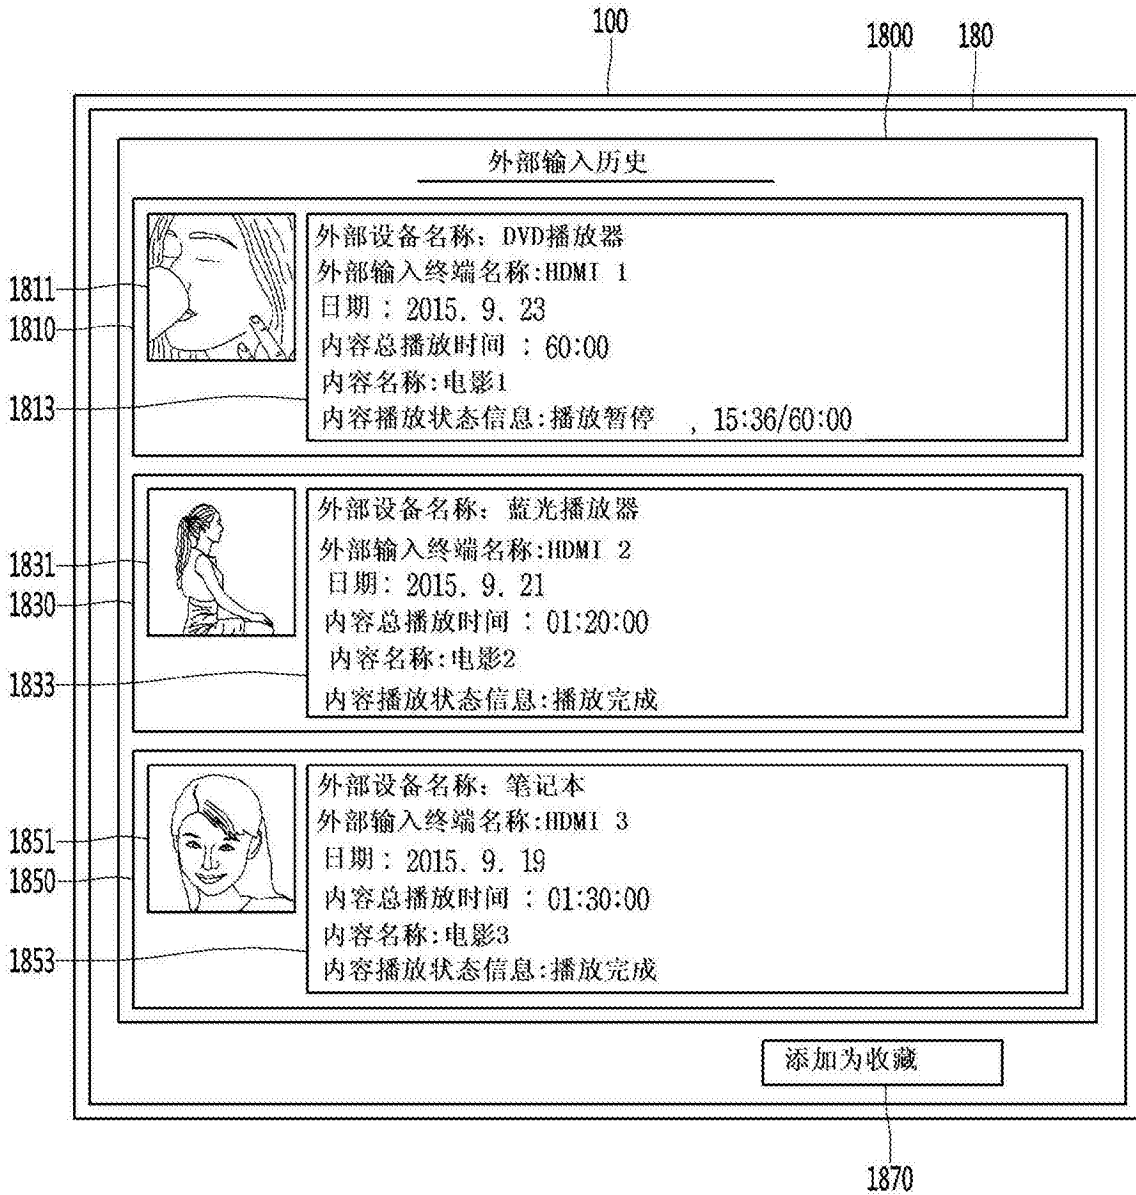 100
1800
180
外部输入历史
外部设备名称: DVD播放器
外部输入终端名称:HDMI 1
1811
日期 : 2015. 9. 23
1810
内容总播放时间 : 60:00
内容名称:电影1
1813
内容播放状态信息:播放暂停 , 15:36/60:00
外部设备名称: 蓝光播放器
外部输入终端名称:HDMI 2
1831
日期: 2015. 9. 21
1830
内容总播放时间 : 01:20:00
内容名称:电影2
1833
内容播放状态信息:播放完成
外部设备名称: 笔记本
外部输入终端名称:HDMI 3
1851
日期 : 2015. 9. 19
1850
内容总播放时间 : 01:30:00
内容名称:电影3
1853
内容播放状态信息:播放完成
添加为收藏
1870